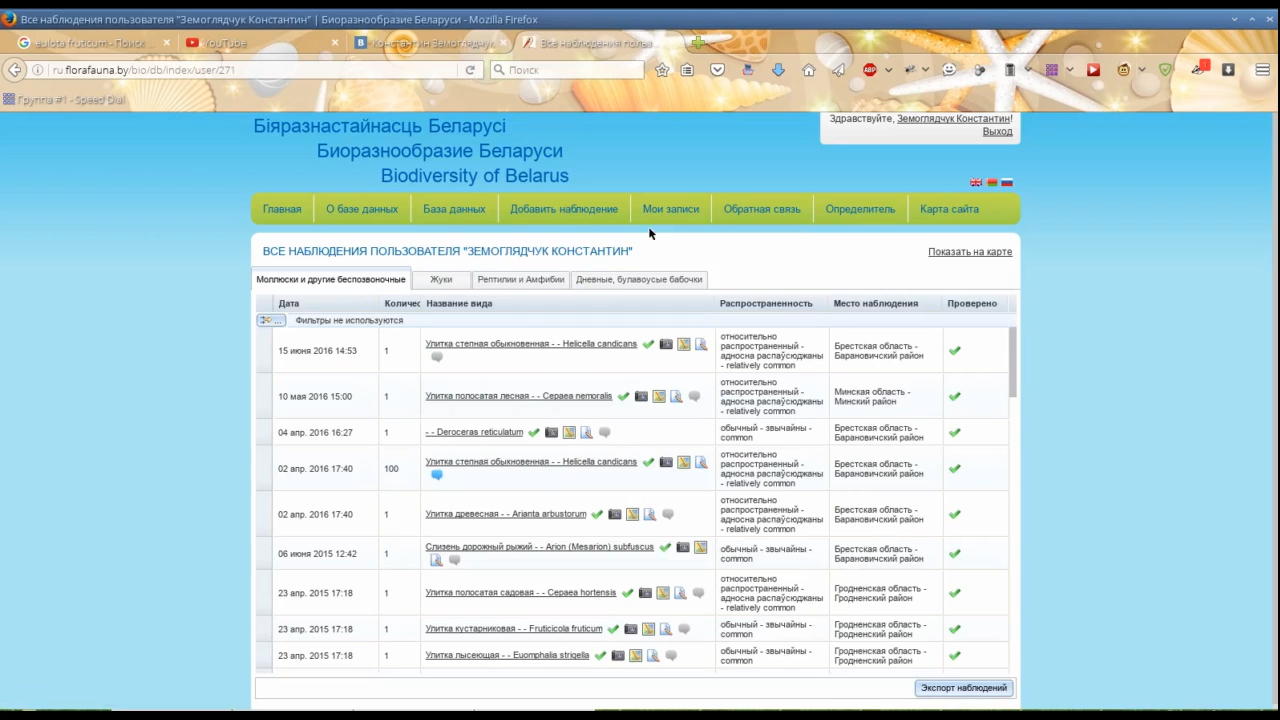 Все наблюдения пользователя "Земоглядчук Константин" | Биоразнообразие Беларуси - Mozilla Firefox
eulota fruticum - Поиск ...
YouTube
Константин Земоглядчук
Все наблюдения польз...
ru.florafauna.by/bio/db/index/user/271
Поиск
ABP
Группа #1 - Speed Dial
Здравствуйте, Земоглядчук Константин!
Выход
Біяразнастайнасць Беларусі
Биоразнообразие Беларуси
Biodiversity of Belarus
Главная О базе данных База данных Добавить наблюдение Мои записи Обратная связь Определитель Карта сайта
ВСЕ НАБЛЮДЕНИЯ ПОЛЬЗОВАТЕЛЯ "ЗЕМОГЛЯДЧУК КОНСТАНТИН"
Показать на карте
Моллюски и другие беспозвоночные Жуки Рептилии и Амфибии Дневные, булавоусые бабочки
Дата Количес Название вида Распространенность Место наблюдения Проверено
... Фильтры не используются
15 июня 2016 14:53 1 Улитка степная обыкновенная - - Helicella candicans
относительно
распространенный -
адносна распаўсюджаны
- relatively common
Брестская область -
Барановичский район
10 мая 2016 15:00 1 Улитка полосатая лесная - - Cepaea nemoralis
относительно
распространенный -
адносна распаўсюджаны
- relatively common
Минская область -
Минский район
04 апр. 2016 16:27 1 - - Deroceras reticulatum
обычный - звычайны -
common
Брестская область -
Барановичский район
02 апр. 2016 17:40 100 Улитка степная обыкновенная - - Helicella candicans
относительно
распространенный -
адносна распаўсюджаны
- relatively common
Брестская область -
Барановичский район
02 апр. 2016 17:40 1 Улитка древесная - - Arianta arbustorum
относительно
распространенный -
адносна распаўсюджаны
- relatively common
Брестская область -
Барановичский район
06 июня 2015 12:42 1 Слизень дорожный рыжий - - Arion (Mesarion) subfuscus
обычный - звычайны -
common
Брестская область -
Барановичский район
23 апр. 2015 17:18 1 Улитка полосатая садовая - - Cepaea hortensis
относительно
распространенный -
адносна распаўсюджаны
- relatively common
Гродненская область -
Гродненский район
23 апр. 2015 17:18 1 Улитка кустарниковая - - Fruticicola fruticum
обычный - звычайны -
common
Гродненская область -
Гродненский район
23 апр. 2015 17:18 1 Улитка лысеющая - - Euomphalia strigella
обычный - звычайны -
common
Гродненская область -
Гродненский район
Экспорт наблюдений